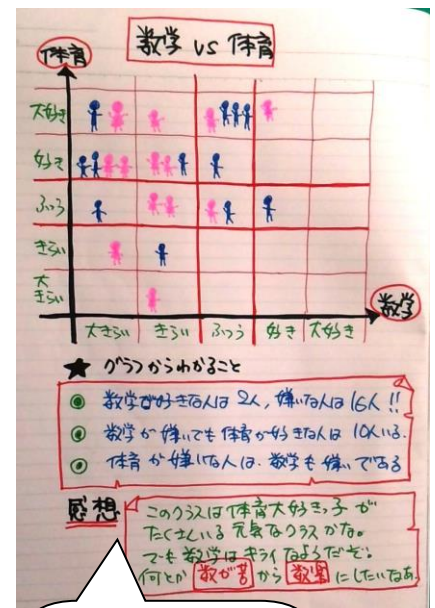 数学 vs 体育
体育
大好き
好き
ふつう
きらい
大きらい
数学
大きらい きらい ふつう 好き 大好き
★ グラフからわかること
◎ 数学が好きな人は 2人, 嫌いな人は 16人 !!
◎ 数学が嫌いでも体育が好きな人は 10人いる.
◎ 体育が嫌いな人は. 数学も嫌いである
感想
このクラスは体育大好きっ子が
たくさんいる元気なクラスかな。
でも数学はキライなようだぞ。
何とか 数が苦 から 数楽 にしたいなあ.